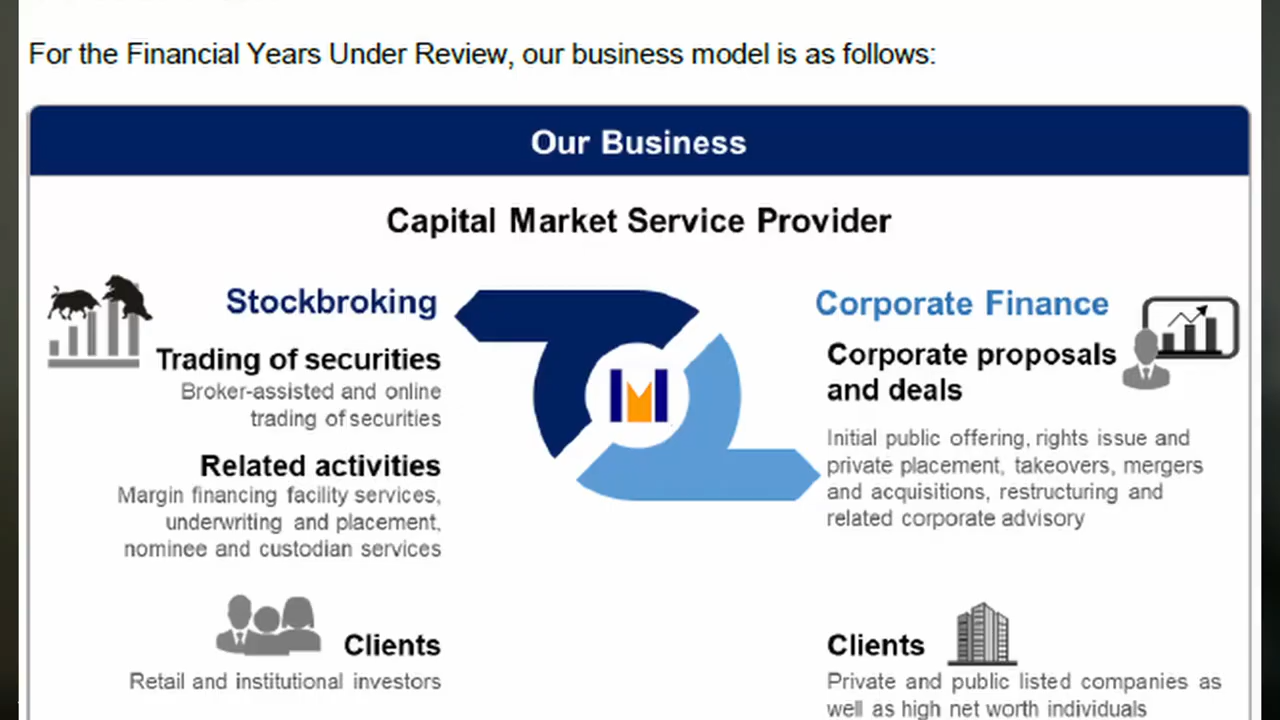 For the Financial Years Under Review, our business model is as follows:
Our Business
Capital Market Service Provider
Stockbroking
Trading of securities
Broker-assisted and online
trading of securities
Related activities
Margin financing facility services,
underwriting and placement,
nominee and custodian services
Clients
Retail and institutional investors
Corporate Finance
Corporate proposals
and deals
Initial public offering, rights issue and
private placement, takeovers, mergers
and acquisitions, restructuring and
related corporate advisory
Clients
Private and public listed companies as
well as high net worth individuals